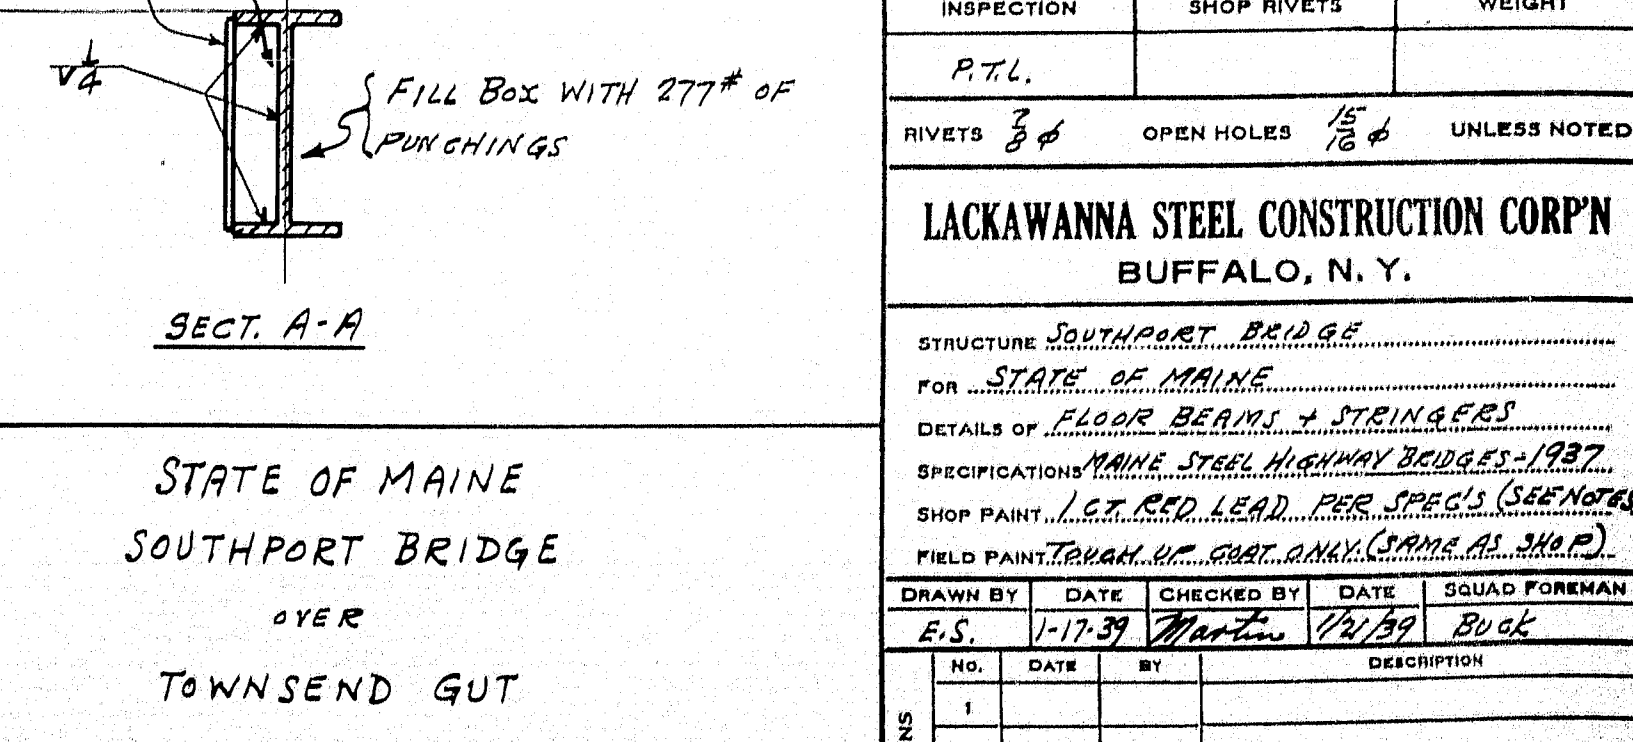 1/4
FILL BOX WITH 277# OF
PUNCHINGS
SECT. A-A
STATE OF MAINE
SOUTHPORT BRIDGE
OVER
TOWNSEND GUT
INSPECTION SHOP RIVETS WEIGHT
P.T.L.
RIVETS 7/8 ϕ OPEN HOLES 15/16 ϕ UNLESS NOTED
LACKAWANNA STEEL CONSTRUCTION CORP'N
BUFFALO, N. Y.
STRUCTURE SOUTHPORT BRIDGE
FOR STATE OF MAINE
DETAILS OF FLOOR BEAMS + STRINGERS
SPECIFICATIONS MAINE STEEL HIGHWAY BRIDGES-1937
SHOP PAINT 1 CT. RED LEAD PER SPEC'S (SEE NOTES
FIELD PAINT TOUGH UP COAT ONLY. (SAME AS SHOP)
DRAWN BY DATE CHECKED BY DATE SQUAD FOREMAN
E.S. 1-17-39 Martin 1/21/39 BUCK
NO. DATE BY DESCRIPTION
1
NS